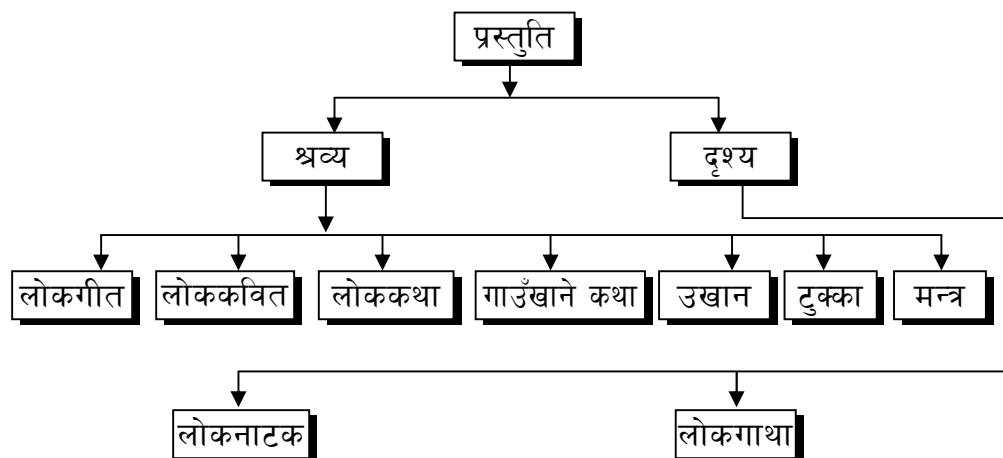 प्रस्तुति
श्रव्य दृश्य
लोकगीत लोककवित लोककथा गाउँखाने कथा उखान टुक्का मन्त्र
लोकनाटक लोकगाथा